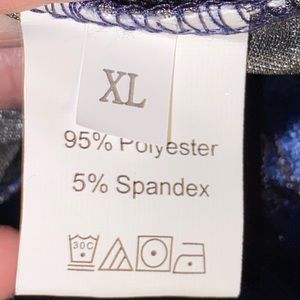 XL
95% Polyester
5% Spandex
30C